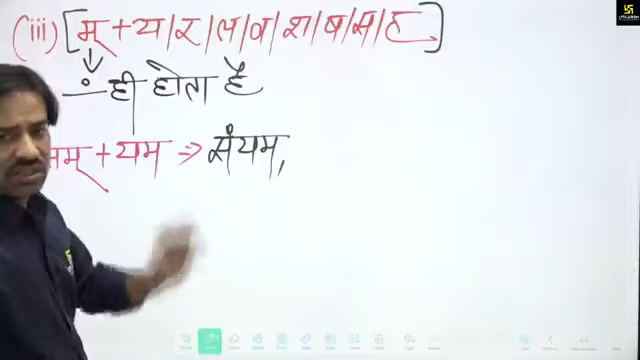 (iii) [म् + य/र/ल/व/श/ष/स/ह]
ं ही होता है
सम् + यम ⇒ संयम,